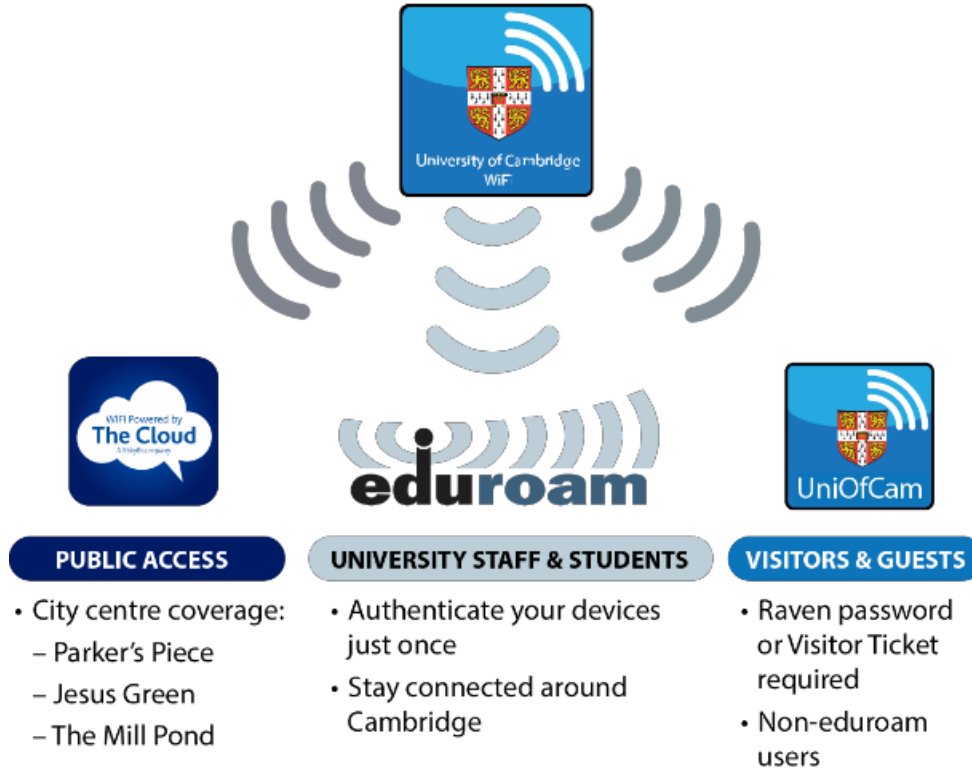 University of Cambridge
WiFi
WIFI Powered by
The Cloud
A BSkyB company
eduroam
UniOfCam
PUBLIC ACCESS
• City centre coverage:
– Parker's Piece
– Jesus Green
– The Mill Pond
UNIVERSITY STAFF & STUDENTS
• Authenticate your devices
just once
• Stay connected around
Cambridge
VISITORS & GUESTS
• Raven password
or Visitor Ticket
required
• Non-eduroam
users